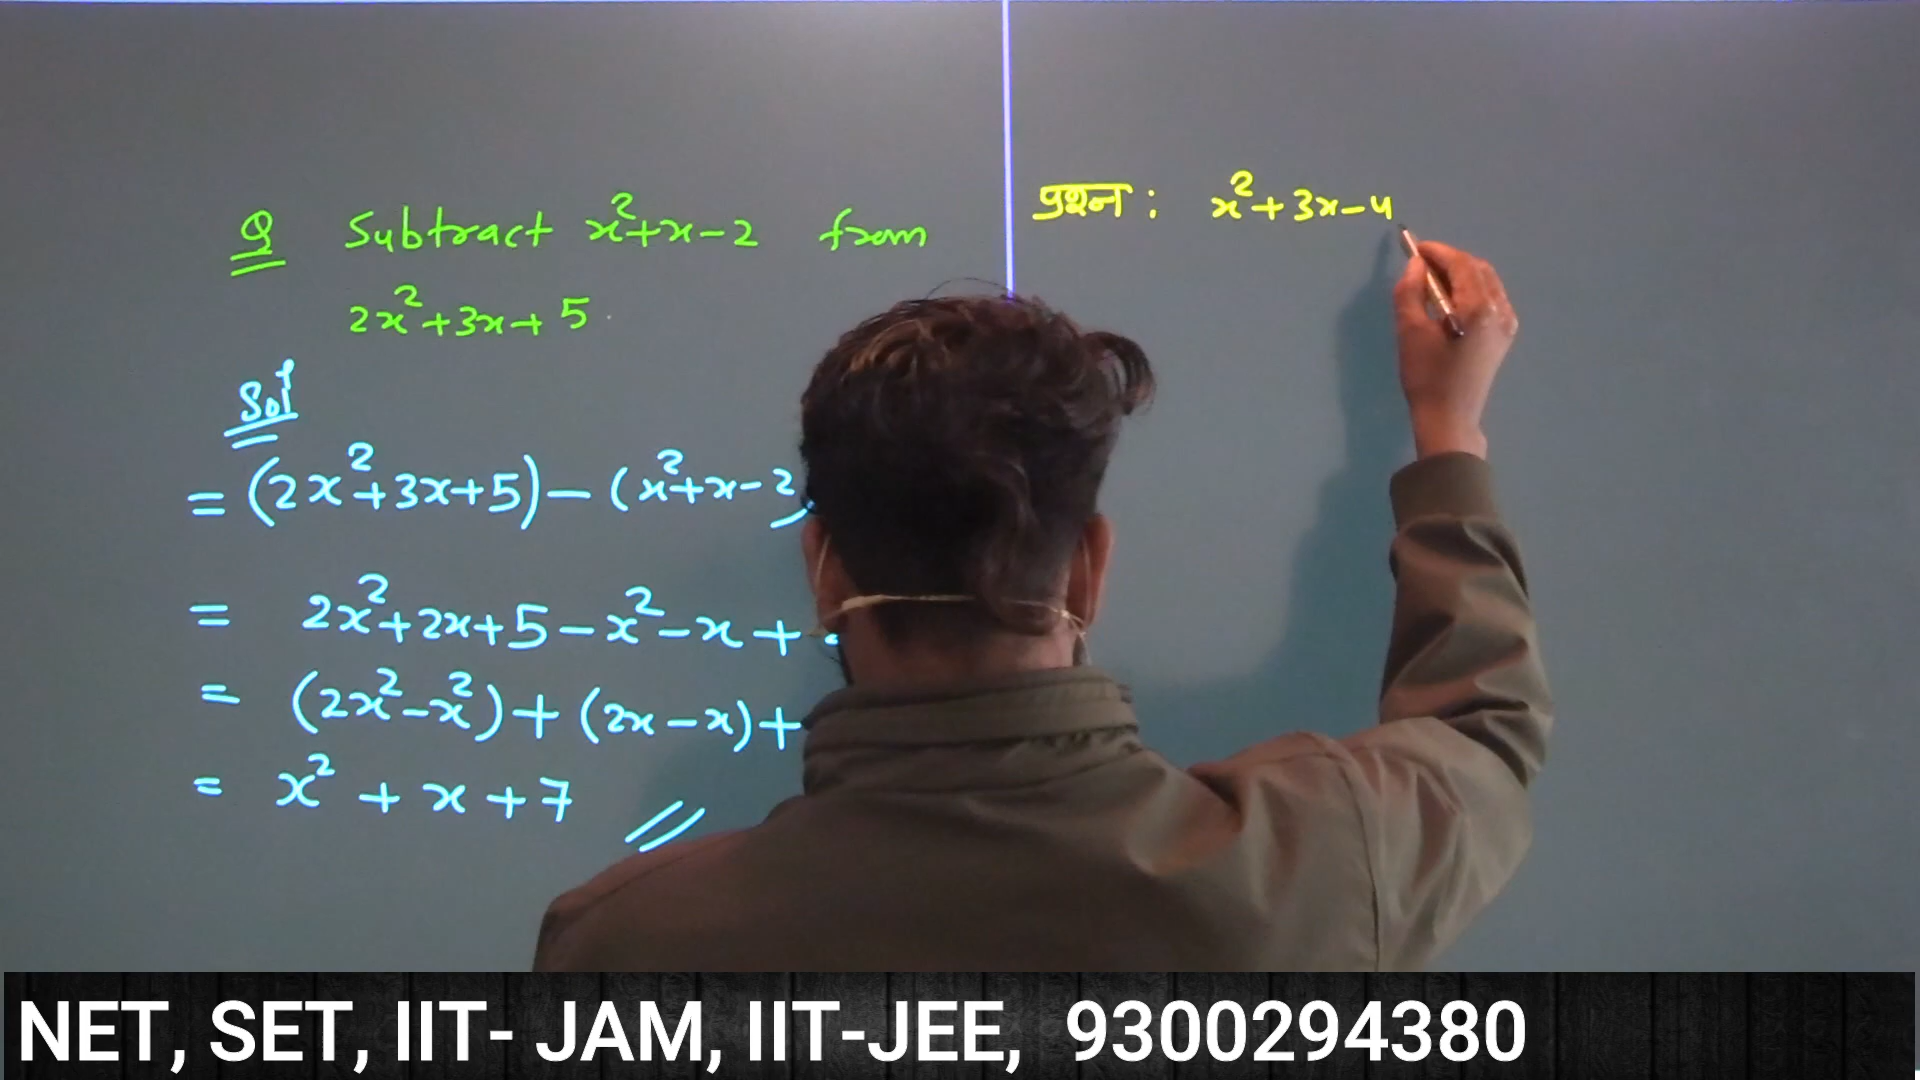 Q Subtract x²+x-2 from
2x²+3x+5
Solⁿ
= (2x²+3x+5) - (x²+x-2)
= 2x²+2x+5-x²-x+
= (2x²-x²)+(2x-x)+
= x² + x + 7 //
प्रश्न : x²+3x-4
NET, SET, IIT- JAM, IIT-JEE, 9300294380